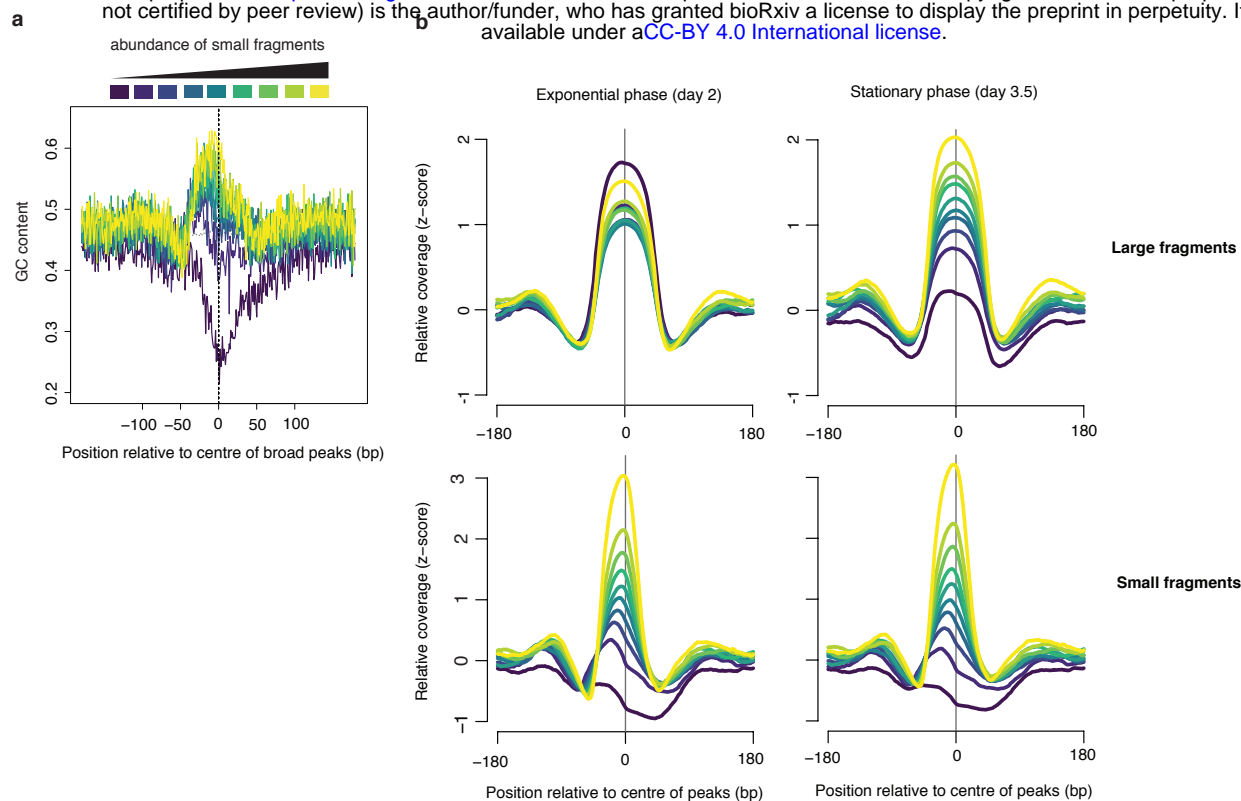 not certified by peer review) is the author/funder, who has granted bioRxiv a license to display the preprint in perpetuity. I
available under aCC-BY 4.0 International license.
a
b
abundance of small fragments
GC content
0.6
0.5
0.4
0.3
0.2
−100 −50 0 50 100
Position relative to centre of broad peaks (bp)
Exponential phase (day 2)
Stationary phase (day 3.5)
Relative coverage (z−score)
2
1
0
−1
−180 0 180
2
1
0
−1
−180 0 180
Large fragments
Relative coverage (z−score)
3
2
1
0
−1
−180 0 180
Position relative to centre of peaks (bp)
−180 0 180
Position relative to centre of peaks (bp)
Small fragments